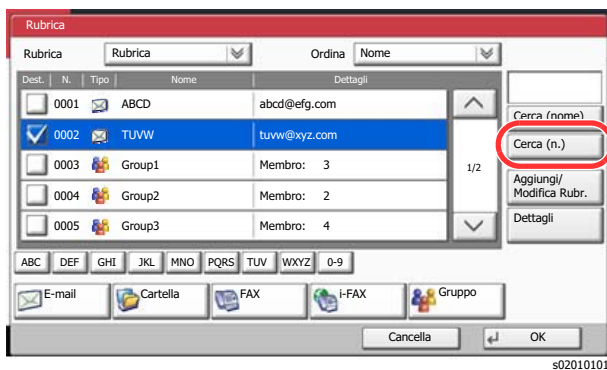 Rubrica
Rubrica Rubrica Ordina Nome
Dest. N. Tipo Nome Dettagli
0001 ABCD abcd@efg.com
Cerca (nome)
0002 TUVW tuvw@xyz.com
Cerca (n.)
0003 Group1 Membro: 3 1/2
Aggiungi/
Modifica Rubr.
0004 Group2 Membro: 2
Dettagli
0005 Group3 Membro: 4
ABC DEF GHI JKL MNO PQRS TUV WXYZ 0-9
E-mail Cartella FAX i-FAX Gruppo
Cancella OK
s02010101